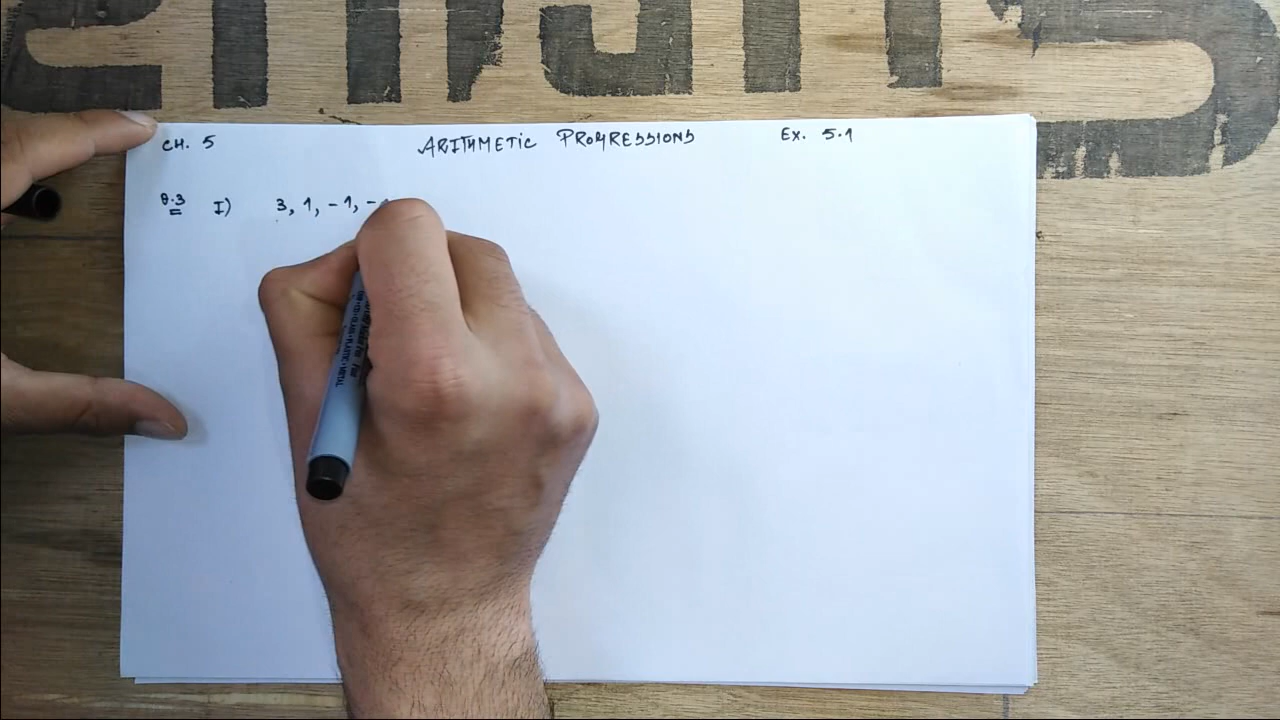 CH. 5 ARITHMETIC PROGRESSIONS Ex. 5.1
Q.3 I) 3, 1, -1, -